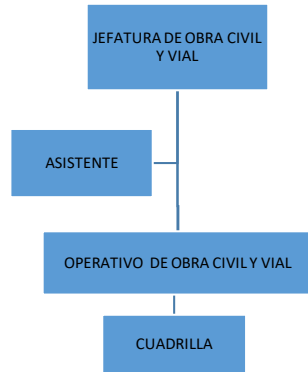 JEFATURA DE OBRA CIVIL
Y VIAL
ASISTENTE
OPERATIVO DE OBRA CIVIL Y VIAL
CUADRILLA